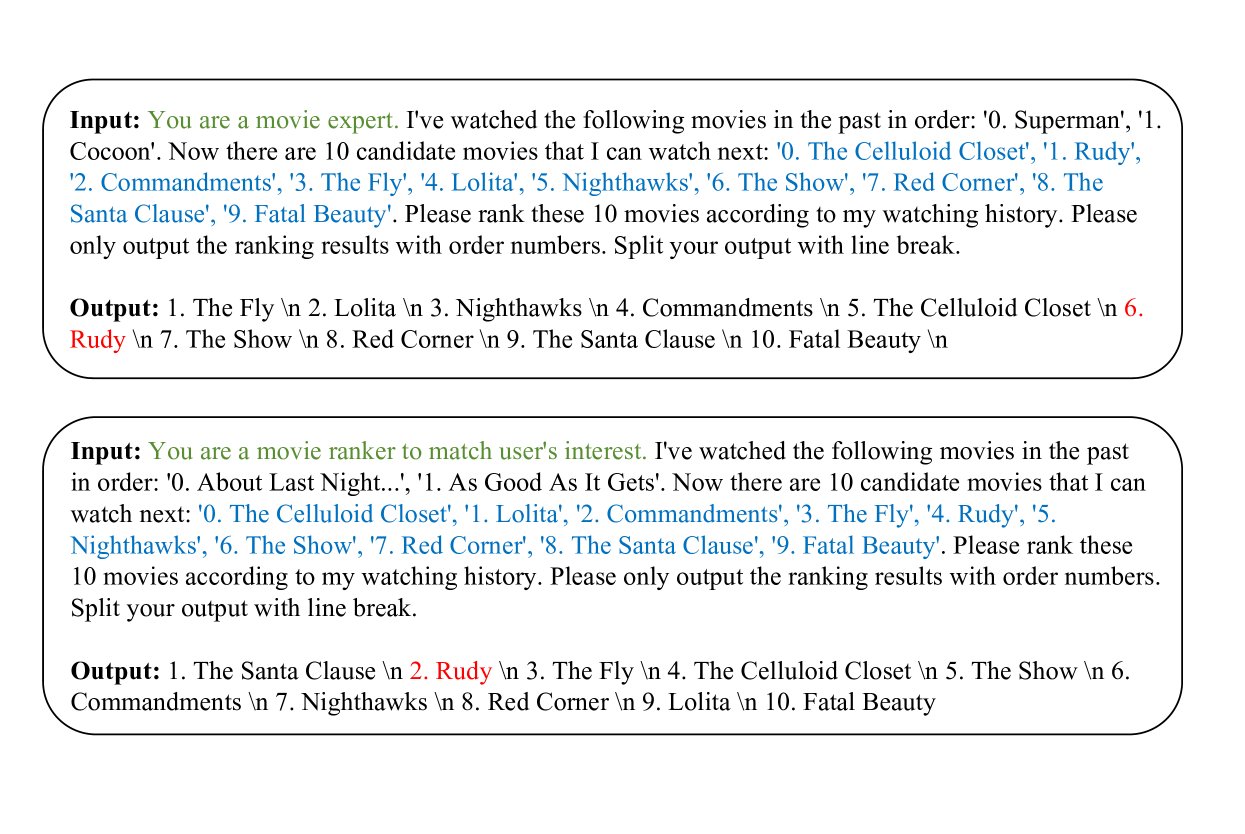 Input: You are a movie expert. I've watched the following movies in the past in order: '0. Superman', '1.
Cocoon'. Now there are 10 candidate movies that I can watch next: '0. The Celluloid Closet', '1. Rudy',
'2. Commandments', '3. The Fly', '4. Lolita', '5. Nighthawks', '6. The Show', '7. Red Corner', '8. The
Santa Clause', '9. Fatal Beauty'. Please rank these 10 movies according to my watching history. Please
only output the ranking results with order numbers. Split your output with line break.
Output: 1. The Fly \n 2. Lolita \n 3. Nighthawks \n 4. Commandments \n 5. The Celluloid Closet \n 6.
Rudy \n 7. The Show \n 8. Red Corner \n 9. The Santa Clause \n 10. Fatal Beauty \n
Input: You are a movie ranker to match user's interest. I've watched the following movies in the past
in order: '0. About Last Night...', '1. As Good As It Gets'. Now there are 10 candidate movies that I can
watch next: '0. The Celluloid Closet', '1. Lolita', '2. Commandments', '3. The Fly', '4. Rudy', '5.
Nighthawks', '6. The Show', '7. Red Corner', '8. The Santa Clause', '9. Fatal Beauty'. Please rank these
10 movies according to my watching history. Please only output the ranking results with order numbers.
Split your output with line break.
Output: 1. The Santa Clause \n 2. Rudy \n 3. The Fly \n 4. The Celluloid Closet \n 5. The Show \n 6.
Commandments \n 7. Nighthawks \n 8. Red Corner \n 9. Lolita \n 10. Fatal Beauty